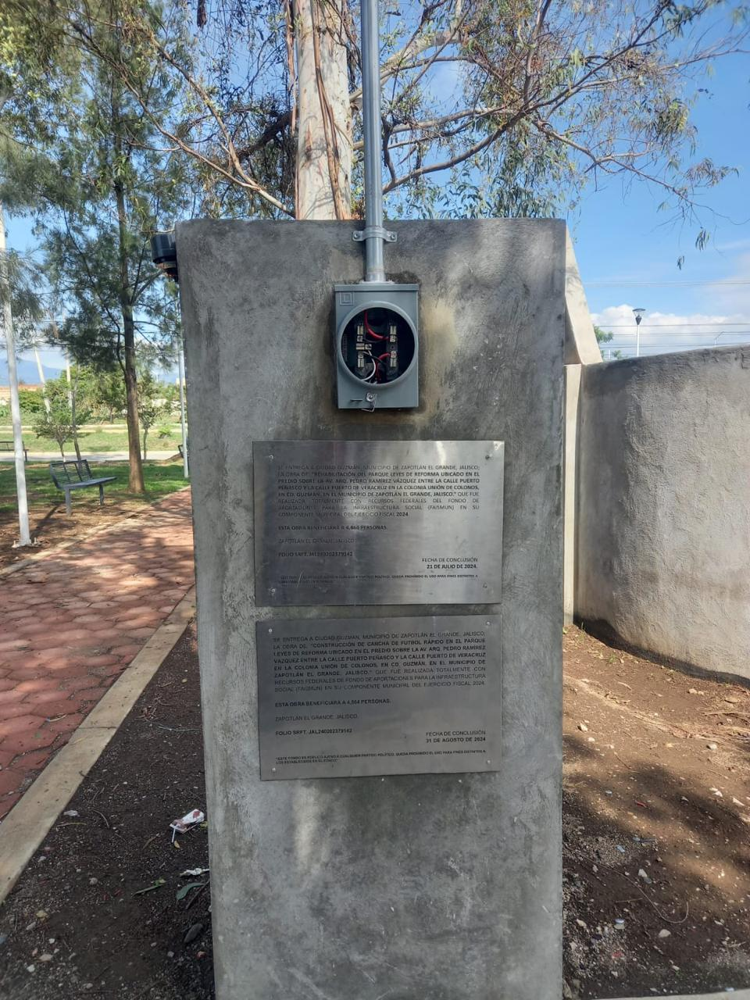 SE ENTREGA A CIUDAD GUZMÁN, MUNICIPIO DE ZAPOTLÁN EL GRANDE, JALISCO;
LA OBRA DE: "REHABILITACIÓN DEL PARQUE LEYES DE REFORMA UBICADO EN EL
PREDIO SOBRE LA AV. ARQ. PEDRO RAMÍREZ VÁZQUEZ ENTRE LA CALLE PUERTO
PEÑASCO Y LA CALLE PUERTO DE VERACRUZ EN LA COLONIA UNIÓN DE COLONOS,
EN CD. GUZMÁN, EN EL MUNICIPIO DE ZAPOTLÁN EL GRANDE, JALISCO." QUE FUE
REALIZADA TOTALMENTE CON RECURSOS FEDERALES DEL FONDO DE
APORTACIONES PARA LA INFRAESTRUCTURA SOCIAL (FAISMUN) EN SU
COMPONENTE MUNICIPAL DEL EJERCICIO FISCAL 2024.
ESTA OBRA BENEFICIARÁ A 4,864 PERSONAS.
ZAPOTLÁN EL GRANDE, JALISCO.
FOLIO SRFT. JAL240202379142
FECHA DE CONCLUSIÓN
21 DE JULIO DE 2024.
CUALQUIER PARTIDO POLÍTICO. QUEDA PROHIBIDO EL USO PARA FINES DISTINTOS A
SE ENTREGA A CIUDAD GUZMÁN, MUNICIPIO DE ZAPOTLÁN EL GRANDE, JALISCO;
LA OBRA DE: "CONSTRUCCIÓN DE CANCHA DE FUTBOL RÁPIDO EN EL PARQUE
LEYES DE REFORMA UBICADO EN EL PREDIO SOBRE LA AV. ARQ. PEDRO RAMÍREZ
VÁZQUEZ ENTRE LA CALLE PUERTO PEÑASCO Y LA CALLE PUERTO DE VERACRUZ
EN LA COLONIA UNIÓN DE COLONOS, EN CD. GUZMÁN, EN EL MUNICIPIO DE
ZAPOTLÁN EL GRANDE, JALISCO." QUE FUE REALIZADA TOTALMENTE CON
RECURSOS FEDERALES DE FONDO DE APORTACIONES PARA LA INFRAESTRUCTURA
SOCIAL (FAISMUN) EN SU COMPONENTE MUNICIPAL DEL EJERCICIO FISCAL 2024.
ESTA OBRA BENEFICIARÁ A 4,564 PERSONAS.
ZAPOTLÁN EL GRANDE, JALISCO.
FOLIO SRFT. JAL240202379142
FECHA DE CONCLUSIÓN
31 DE AGOSTO DE 2024
"ESTE FONDO ES PÚBLICO AJENO A CUALQUIER PARTIDO POLÍTICO. QUEDA PROHIBIDO EL USO PARA FINES DISTINTOS A
LOS ESTABLECIDOS EN EL FONDO"